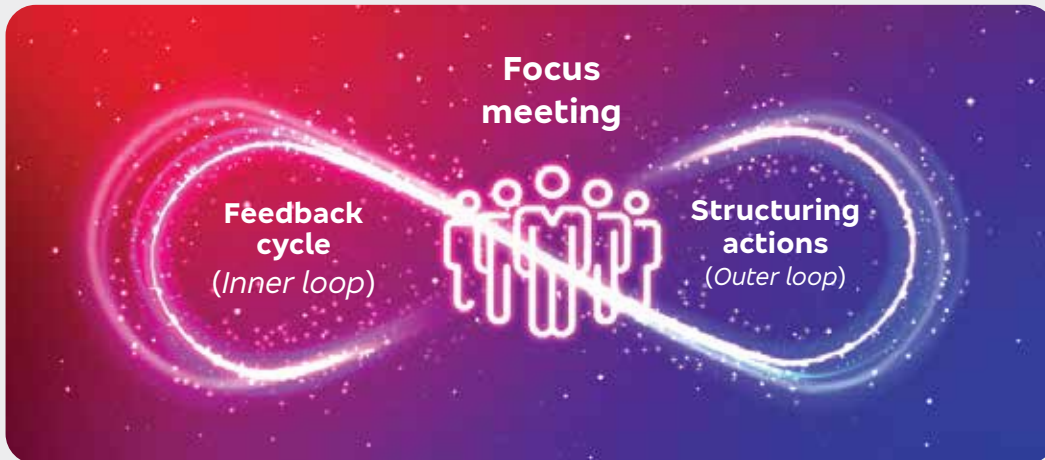 Focus
meeting
Feedback
cycle
(Inner loop)
Structuring
actions
(Outer loop)